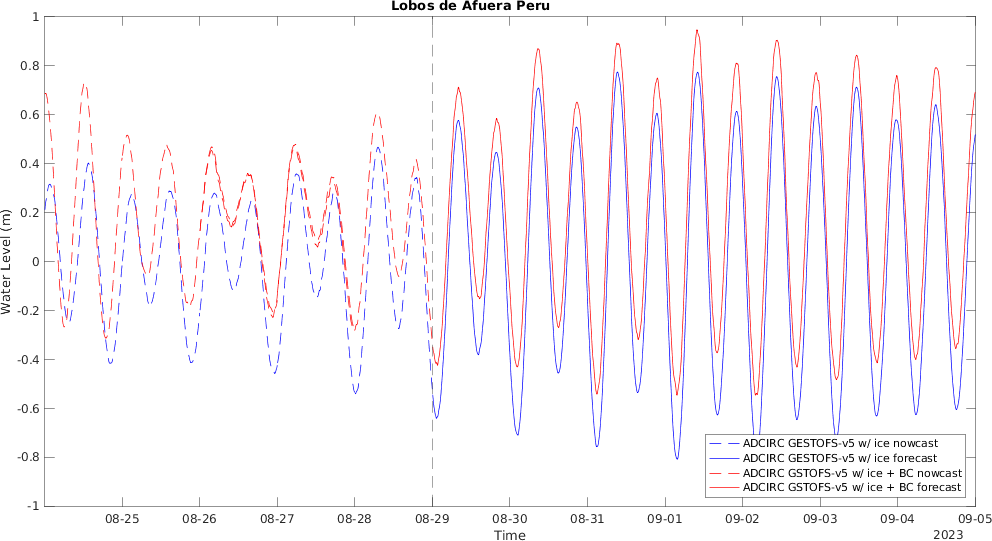 Lobos de Afuera Peru
1
0.8
0.6
0.4
0.2
0
-0.2
-0.4
-0.6
-0.8
-1
Water Level (m)
ADCIRC GESTOFS-v5 w/ ice nowcast
ADCIRC GESTOFS-v5 w/ ice forecast
ADCIRC GSTOFS-v5 w/ ice + BC nowcast
ADCIRC GSTOFS-v5 w/ ice + BC forecast
08-25 08-26 08-27 08-28 08-29 08-30 08-31 09-01 09-02 09-03 09-04 09-05
Time
2023